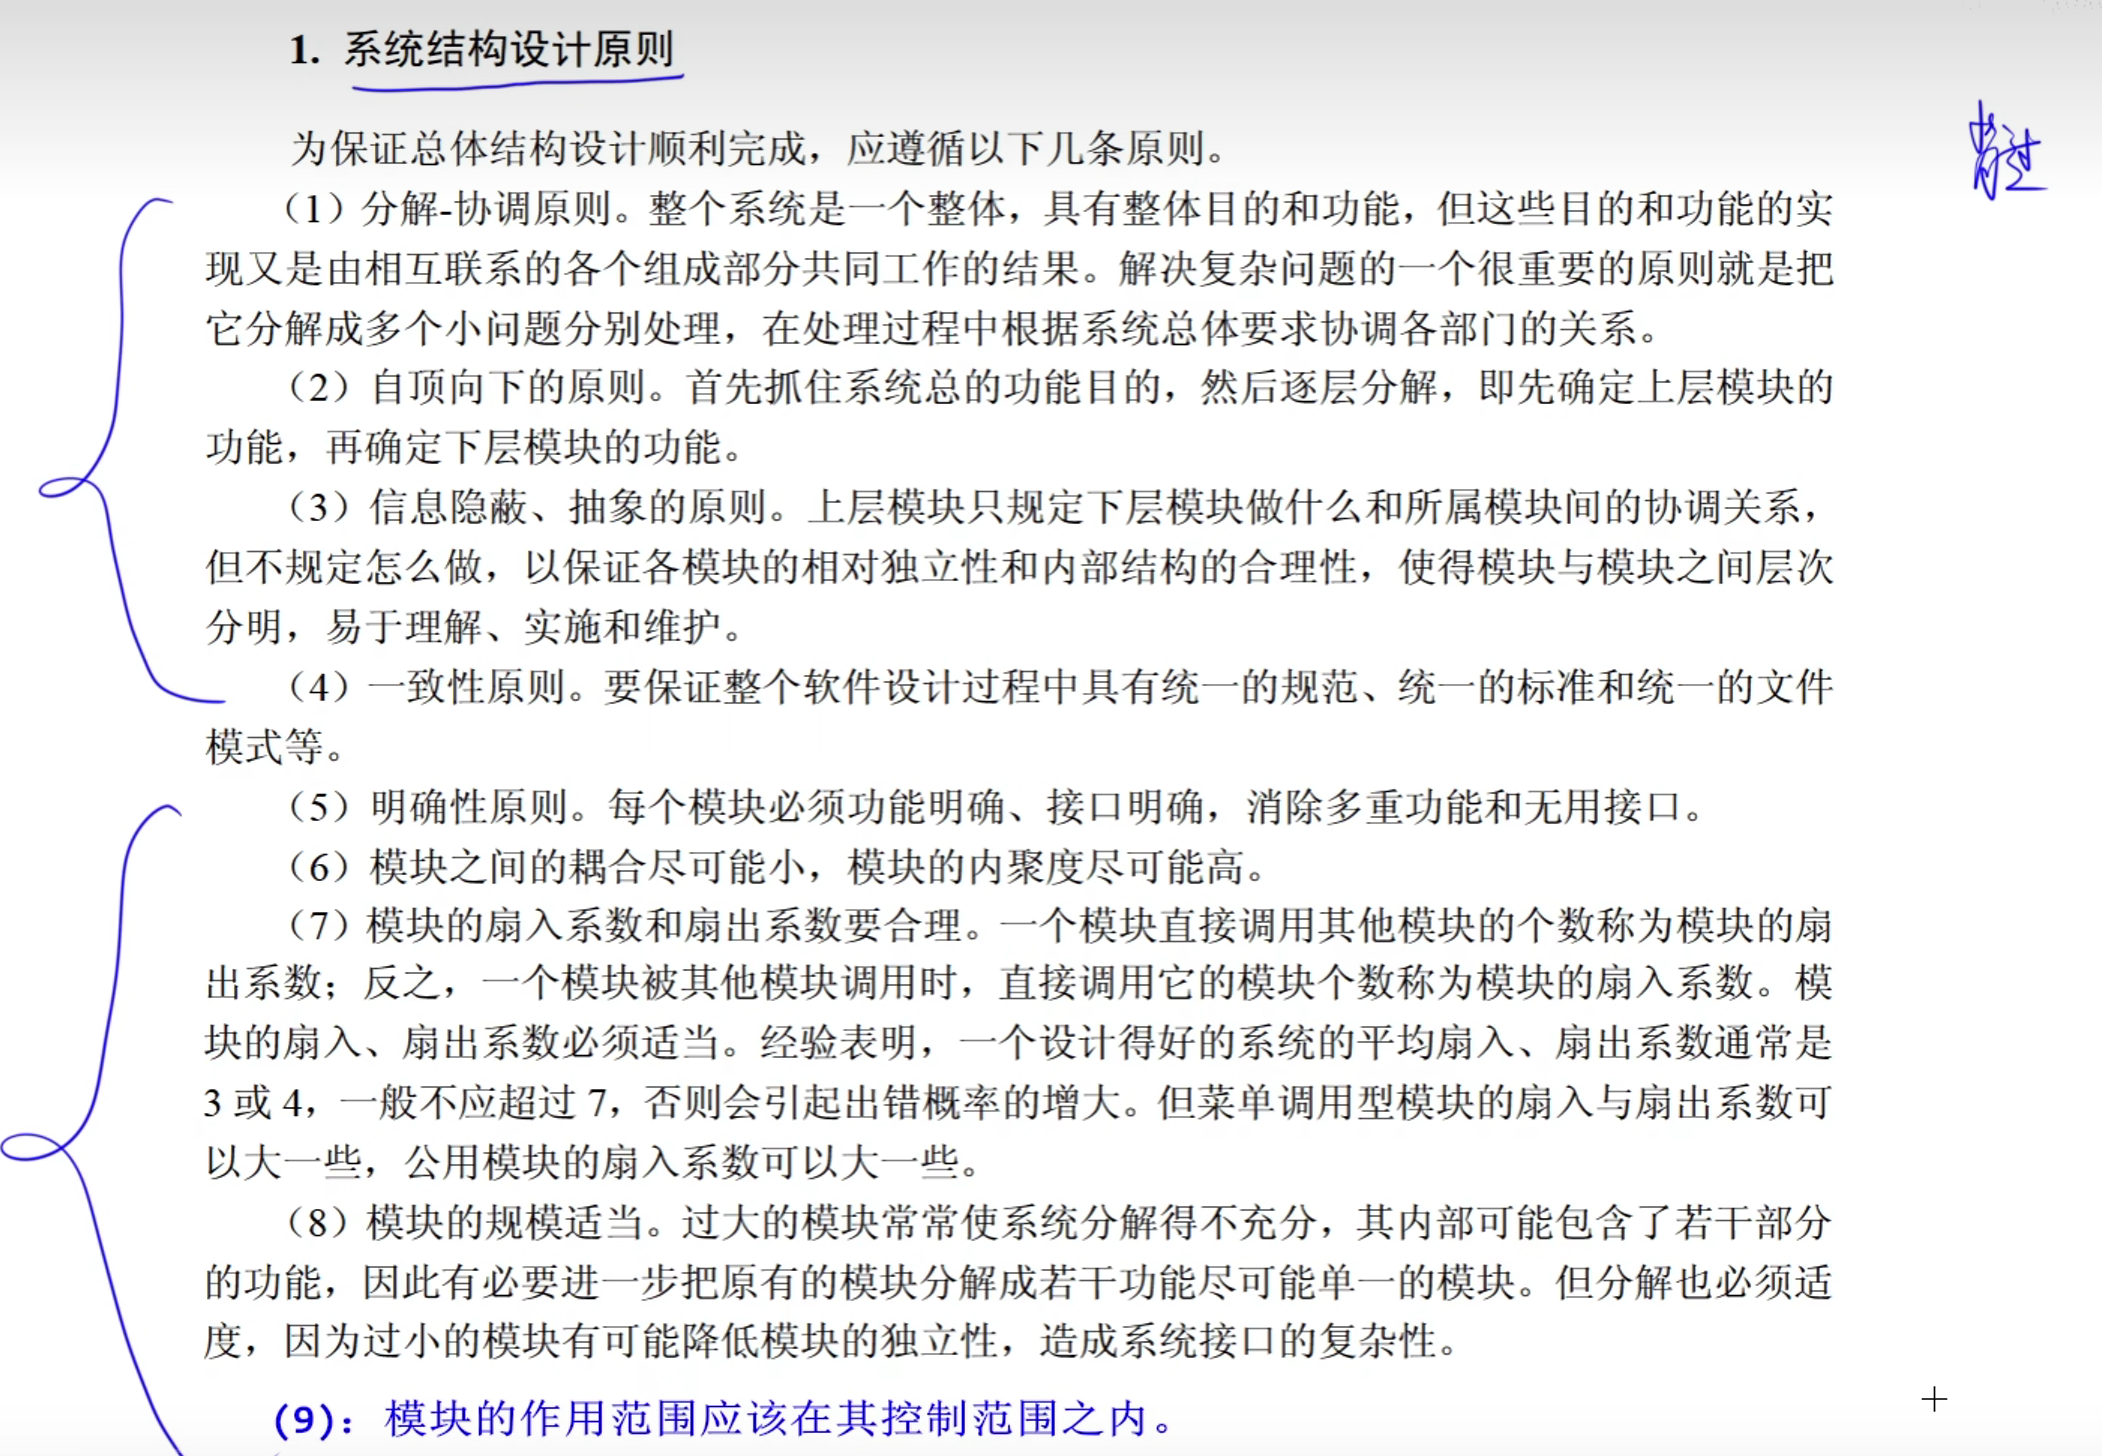 1. 系统结构设计原则
为保证总体结构设计顺利完成，应遵循以下几条原则。
（1）分解-协调原则。整个系统是一个整体，具有整体目的和功能，但这些目的和功能的实
现又是由相互联系的各个组成部分共同工作的结果。解决复杂问题的一个很重要的原则就是把
它分解成多个小问题分别处理，在处理过程中根据系统总体要求协调各部门的关系。
（2）自顶向下的原则。首先抓住系统总的功能目的，然后逐层分解，即先确定上层模块的
功能，再确定下层模块的功能。
（3）信息隐蔽、抽象的原则。上层模块只规定下层模块做什么和所属模块间的协调关系，
但不规定怎么做，以保证各模块的相对独立性和内部结构的合理性，使得模块与模块之间层次
分明，易于理解、实施和维护。
（4）一致性原则。要保证整个软件设计过程中具有统一的规范、统一的标准和统一的文件
模式等。
（5）明确性原则。每个模块必须功能明确、接口明确，消除多重功能和无用接口。
（6）模块之间的耦合尽可能小，模块的内聚度尽可能高。
（7）模块的扇入系数和扇出系数要合理。一个模块直接调用其他模块的个数称为模块的扇
出系数；反之，一个模块被其他模块调用时，直接调用它的模块个数称为模块的扇入系数。模
块的扇入、扇出系数必须适当。经验表明，一个设计得好的系统的平均扇入、扇出系数通常是
3 或 4，一般不应超过 7，否则会引起出错概率的增大。但菜单调用型模块的扇入与扇出系数可
以大一些，公用模块的扇入系数可以大一些。
（8）模块的规模适当。过大的模块常常使系统分解得不充分，其内部可能包含了若干部分
的功能，因此有必要进一步把原有的模块分解成若干功能尽可能单一的模块。但分解也必须适
度，因为过小的模块有可能降低模块的独立性，造成系统接口的复杂性。
(9)：模块的作用范围应该在其控制范围之内。